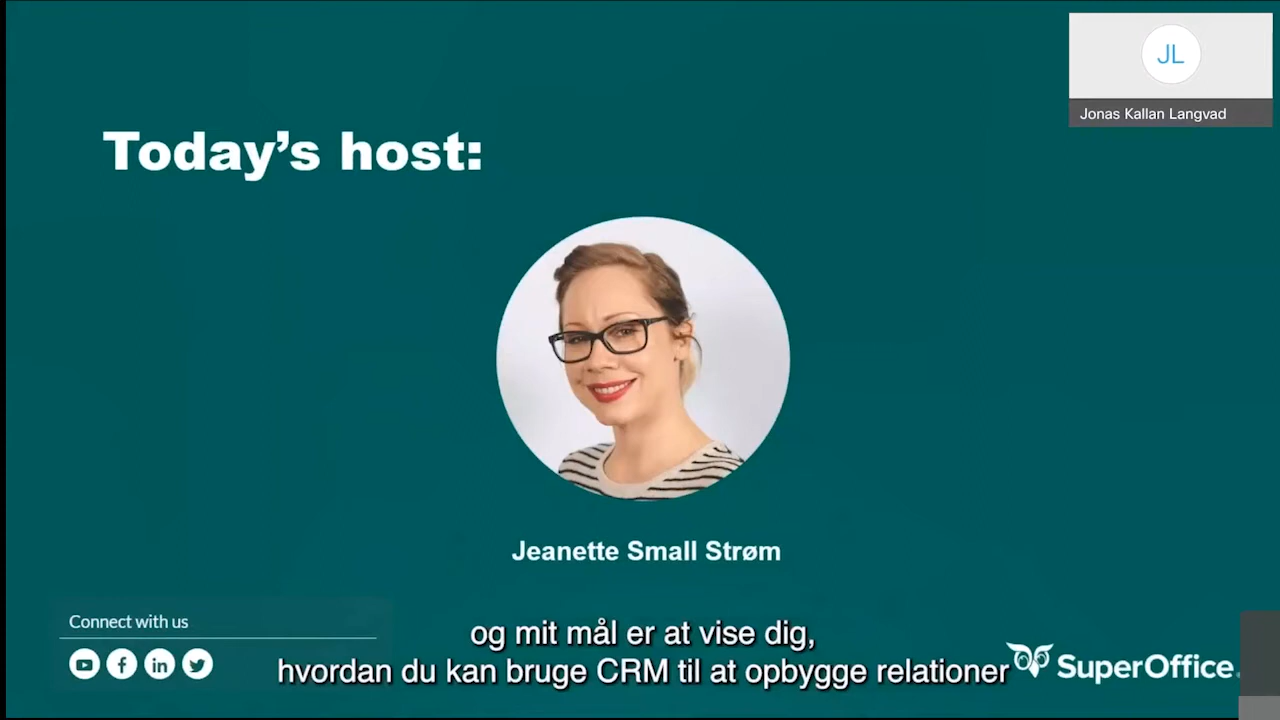 JL
Jonas Kallan Langvad
Today's host:
Jeanette Small Strøm
Connect with us
og mit mål er at vise dig,
hvordan du kan bruge CRM til at opbygge relationer
SuperOffice.